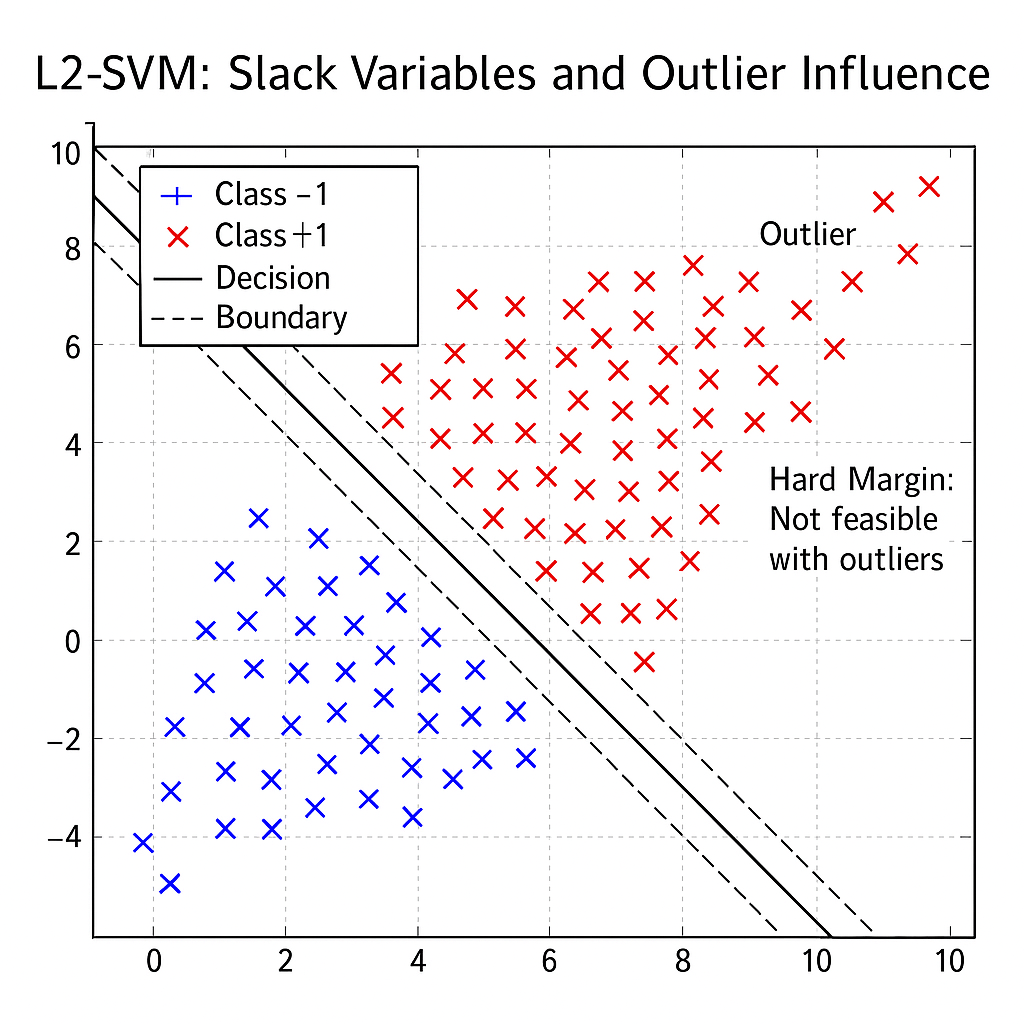 L2-SVM: Slack Variables and Outlier Influence
10
8
6
4
2
0
−2
−4
Class −1
Class +1
Decision
Boundary
Outlier
Hard Margin:
Not feasible
with outliers
0 2 4 6 8 10 10